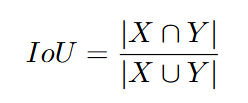 IoU = |X ∩ Y| / |X ∪ Y|